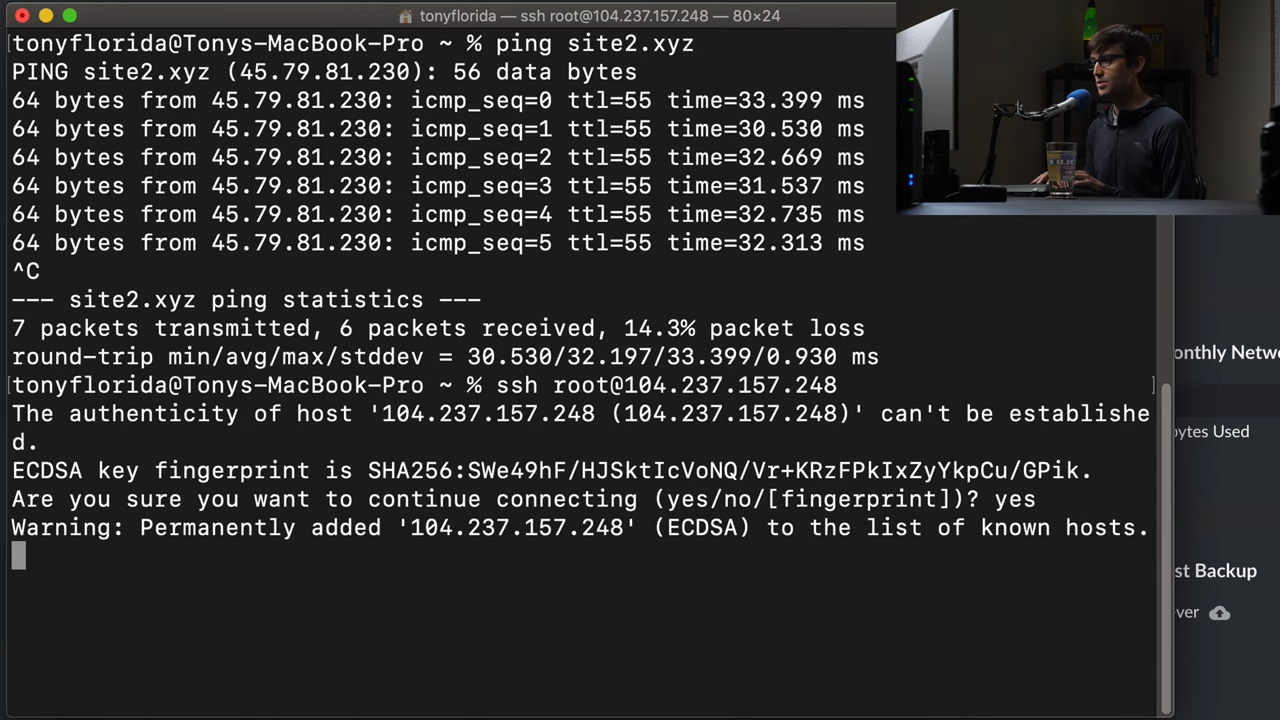 tonyflorida — ssh root@104.237.157.248 — 80×24
[tonyflorida@Tonys-MacBook-Pro ~ % ping site2.xyz
PING site2.xyz (45.79.81.230): 56 data bytes
64 bytes from 45.79.81.230: icmp_seq=0 ttl=55 time=33.399 ms
64 bytes from 45.79.81.230: icmp_seq=1 ttl=55 time=30.530 ms
64 bytes from 45.79.81.230: icmp_seq=2 ttl=55 time=32.669 ms
64 bytes from 45.79.81.230: icmp_seq=3 ttl=55 time=31.537 ms
64 bytes from 45.79.81.230: icmp_seq=4 ttl=55 time=32.735 ms
64 bytes from 45.79.81.230: icmp_seq=5 ttl=55 time=32.313 ms
^C
--- site2.xyz ping statistics ---
7 packets transmitted, 6 packets received, 14.3% packet loss
round-trip min/avg/max/stddev = 30.530/32.197/33.399/0.930 ms
[tonyflorida@Tonys-MacBook-Pro ~ % ssh root@104.237.157.248 ]
The authenticity of host '104.237.157.248 (104.237.157.248)' can't be establishe
d.
ECDSA key fingerprint is SHA256:SWe49hF/HJSktIcVoNQ/Vr+KRzFPkIxZyYkpCu/GPik.
Are you sure you want to continue connecting (yes/no/[fingerprint])? yes
Warning: Permanently added '104.237.157.248' (ECDSA) to the list of known hosts.
onthly Netw
bytes Used
st Backup
ver